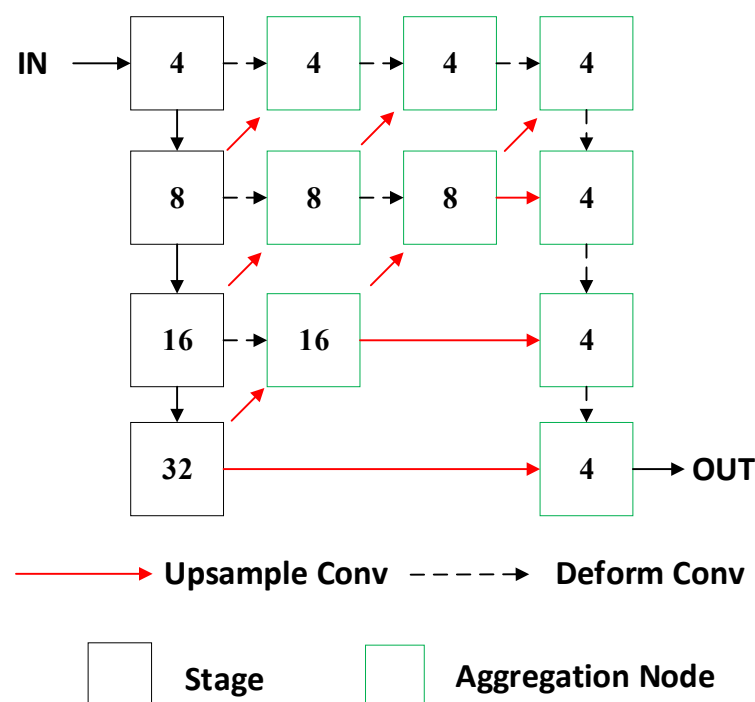 IN 4 4 4 4
8 8 8 4
16 16 4
32 4 OUT
Upsample Conv Deform Conv
Stage Aggregation Node